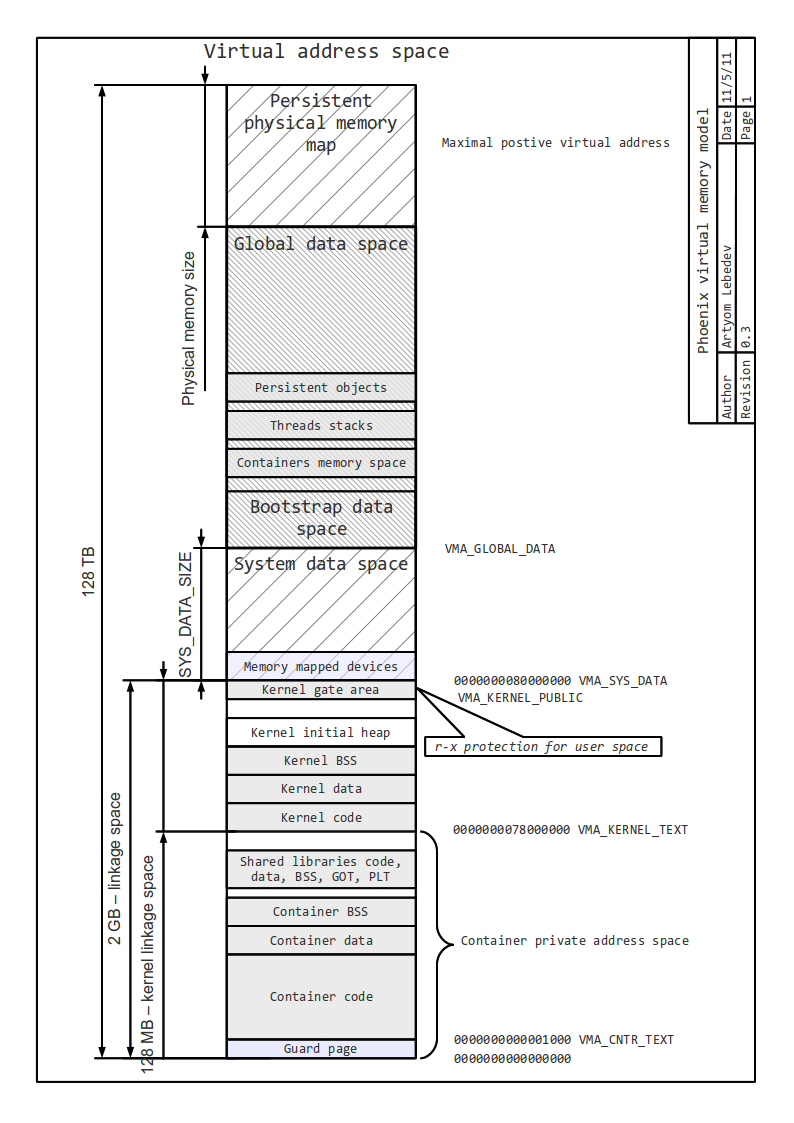 Virtual address space
Persistent
physical memory
map
Maximal postive virtual address
Phoenix virtual memory model
Author
Artyom Lebedev
Date
11/5/11
Revision
0.3
Page
1
Global data space
Physical memory size
Persistent objects
Threads stacks
Containers memory space
Bootstrap data
space
VMA_GLOBAL_DATA
128 TB
SYS_DATA_SIZE
System data space
Memory mapped devices
0000000080000000 VMA_SYS_DATA
Kernel gate area
VMA_KERNEL_PUBLIC
Kernel initial heap
r-x protection for user space
Kernel BSS
Kernel data
Kernel code
0000000078000000 VMA_KERNEL_TEXT
2 GB – linkage space
128 MB – kernel linkage space
Shared libraries code,
data, BSS, GOT, PLT
Container BSS
Container data
Container private address space
Container code
0000000000001000 VMA_CNTR_TEXT
Guard page
0000000000000000